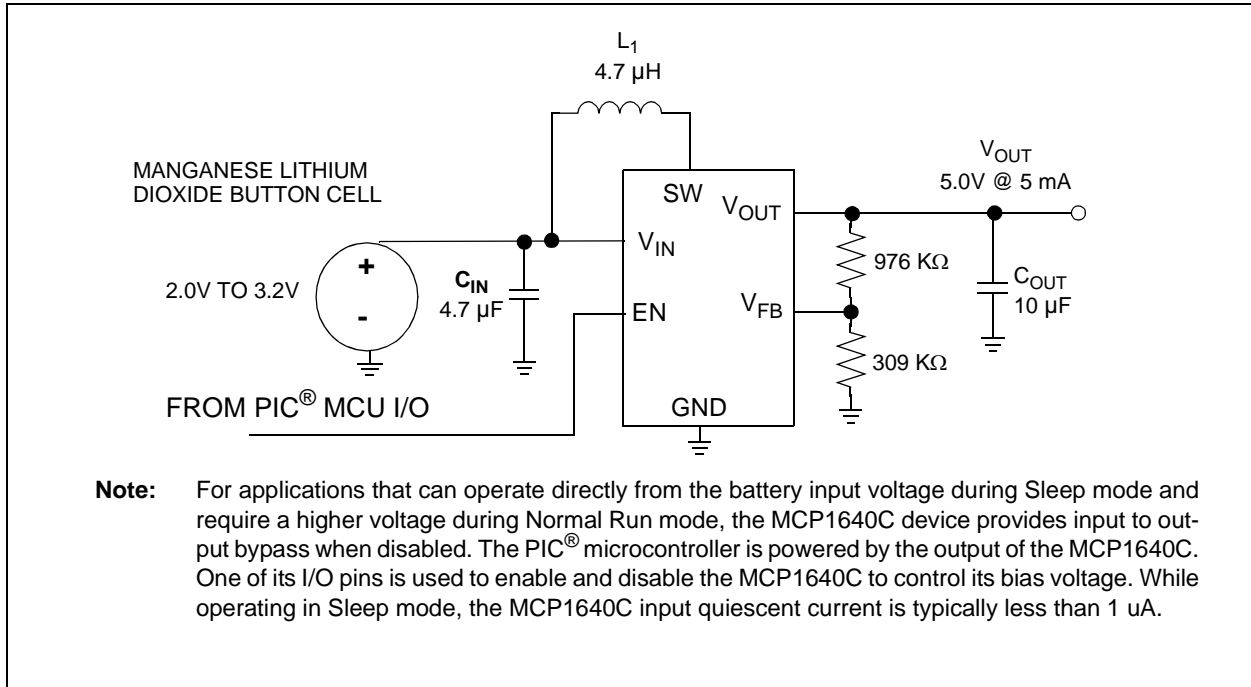 L1
4.7 µH
MANGANESE LITHIUM
DIOXIDE BUTTON CELL
VOUT
5.0V @ 5 mA
SW
VOUT
VIN
+
-
2.0V TO 3.2V
CIN
4.7 µF
EN
VFB
976 KΩ
COUT
10 µF
309 KΩ
FROM PIC® MCU I/O
GND
Note: For applications that can operate directly from the battery input voltage during Sleep mode and
require a higher voltage during Normal Run mode, the MCP1640C device provides input to out-
put bypass when disabled. The PIC® microcontroller is powered by the output of the MCP1640C.
One of its I/O pins is used to enable and disable the MCP1640C to control its bias voltage. While
operating in Sleep mode, the MCP1640C input quiescent current is typically less than 1 uA.